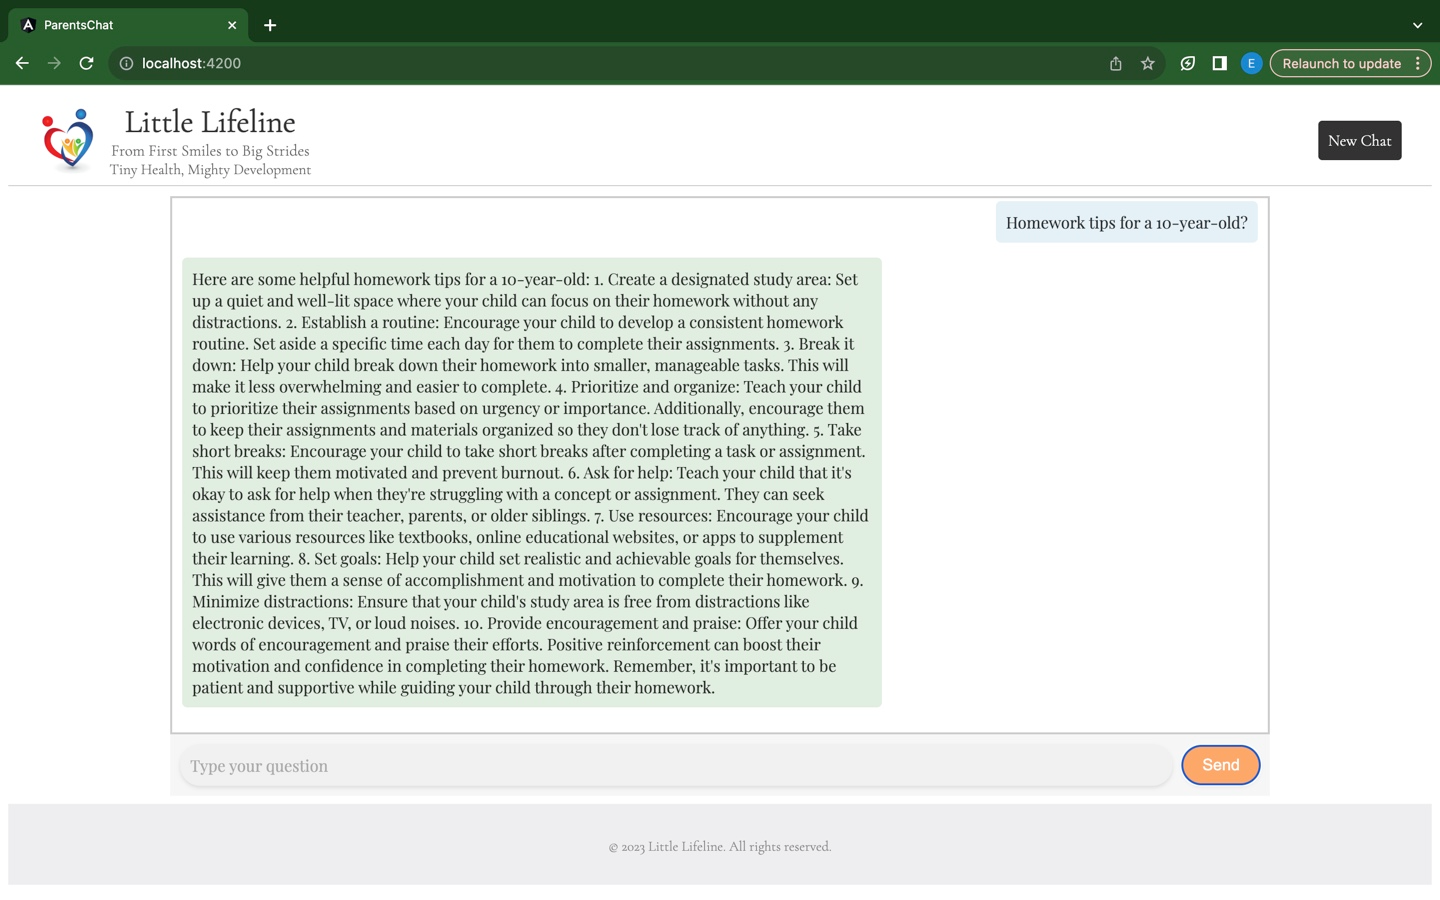 ParentsChat
localhost:4200
E
Relaunch to update
Little Lifeline
From First Smiles to Big Strides
Tiny Health, Mighty Development
New Chat
Homework tips for a 10-year-old?
Here are some helpful homework tips for a 10-year-old: 1. Create a designated study area: Set
up a quiet and well-lit space where your child can focus on their homework without any
distractions. 2. Establish a routine: Encourage your child to develop a consistent homework
routine. Set aside a specific time each day for them to complete their assignments. 3. Break it
down: Help your child break down their homework into smaller, manageable tasks. This will
make it less overwhelming and easier to complete. 4. Prioritize and organize: Teach your child
to prioritize their assignments based on urgency or importance. Additionally, encourage them
to keep their assignments and materials organized so they don't lose track of anything. 5. Take
short breaks: Encourage your child to take short breaks after completing a task or assignment.
This will keep them motivated and prevent burnout. 6. Ask for help: Teach your child that it's
okay to ask for help when they're struggling with a concept or assignment. They can seek
assistance from their teacher, parents, or older siblings. 7. Use resources: Encourage your child
to use various resources like textbooks, online educational websites, or apps to supplement
their learning. 8. Set goals: Help your child set realistic and achievable goals for themselves.
This will give them a sense of accomplishment and motivation to complete their homework. 9.
Minimize distractions: Ensure that your child's study area is free from distractions like
electronic devices, TV, or loud noises. 10. Provide encouragement and praise: Offer your child
words of encouragement and praise their efforts. Positive reinforcement can boost their
motivation and confidence in completing their homework. Remember, it's important to be
patient and supportive while guiding your child through their homework.
Type your question
Send
© 2023 Little Lifeline. All rights reserved.